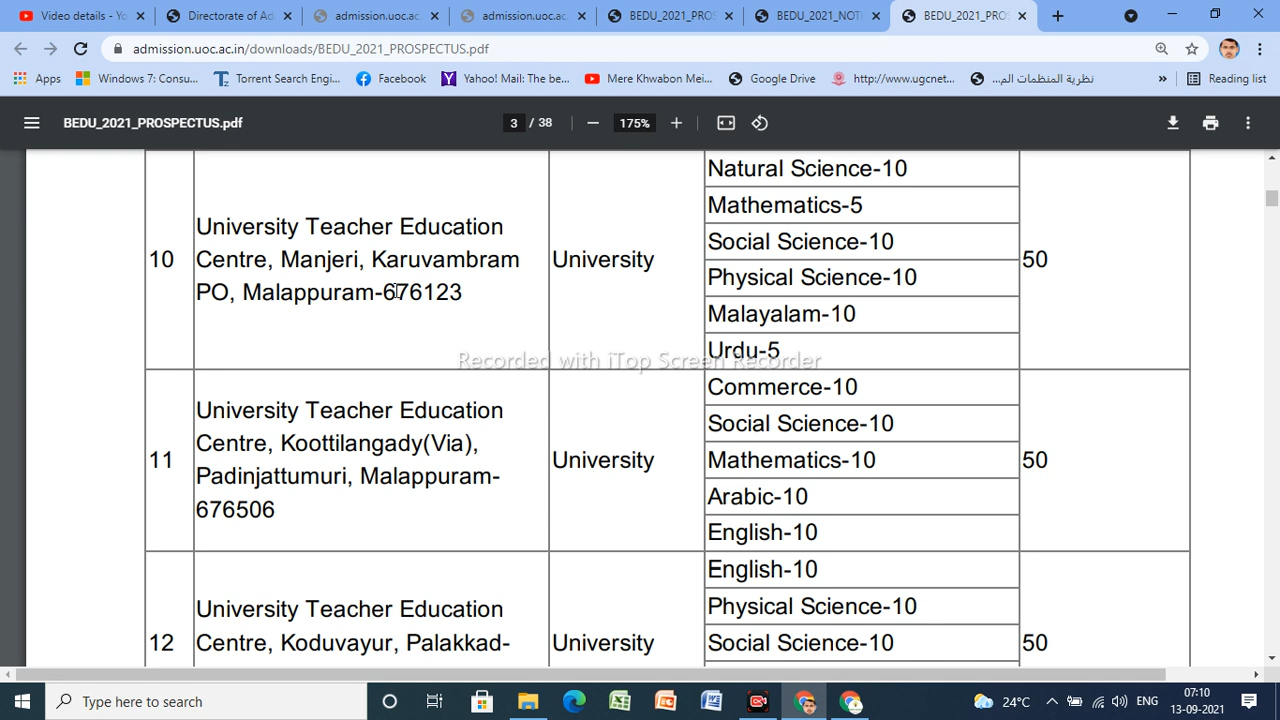 Video details - Yo
Directorate of Ad
admission.uoc.ac
admission.uoc.ac
BEDU_2021_PROS
BEDU_2021_NOTI
BEDU_2021_PROS
admission.uoc.ac.in/downloads/BEDU_2021_PROSPECTUS.pdf
Apps
Windows 7: Consu...
Torrent Search Engi...
Facebook
Yahoo! Mail: The be...
Mere Khwabon Mei...
Google Drive
http://www.ugcnet...
نظرية المنظمات الم...
»
Reading list
BEDU_2021_PROSPECTUS.pdf
3 / 38
175%
10
University Teacher Education
Centre, Manjeri, Karuvambram
PO, Malappuram-676123
University
Natural Science-10
Mathematics-5
Social Science-10
Physical Science-10
Malayalam-10
Urdu-5
50
Recorded with iTop Screen Recorder
11
University Teacher Education
Centre, Koottilangady(Via),
Padinjattumuri, Malappuram-
676506
University
Commerce-10
Social Science-10
Mathematics-10
Arabic-10
English-10
50
12
University Teacher Education
Centre, Koduvayur, Palakkad-
University
English-10
Physical Science-10
Social Science-10
50
Type here to search
24°C
ENG
07:10
13-09-2021